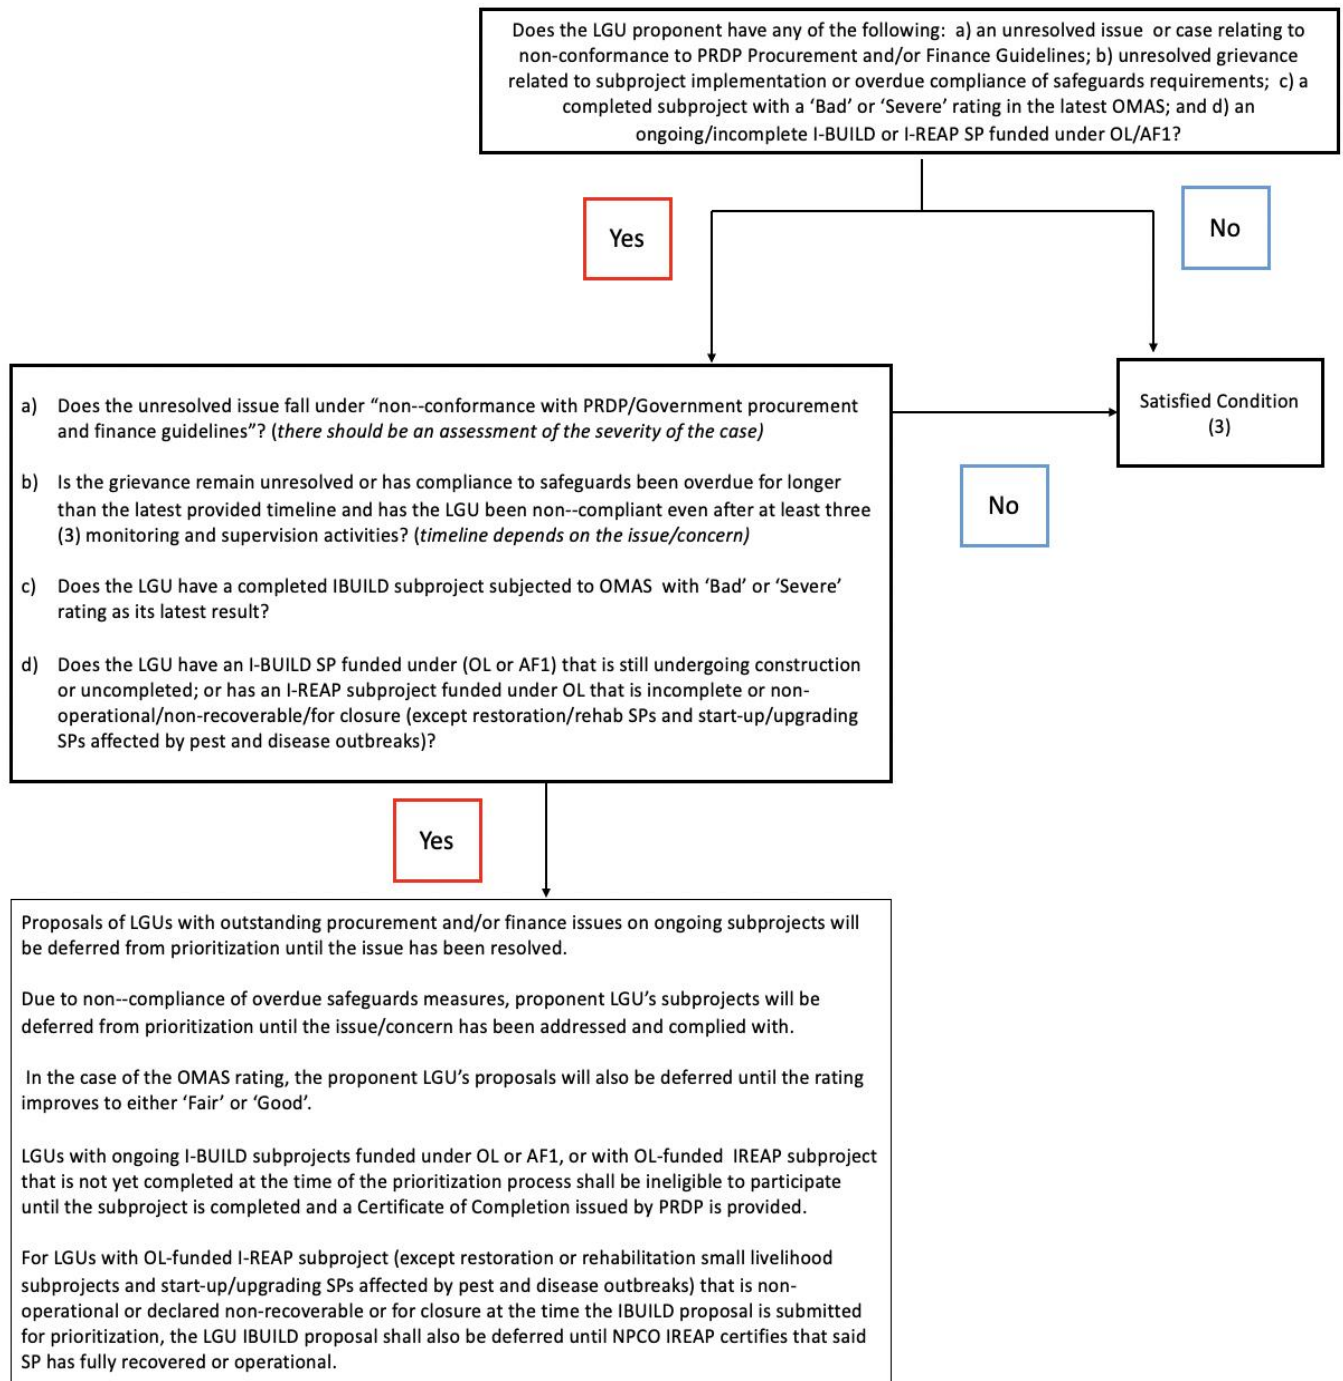 Does the LGU proponent have any of the following: a) an unresolved issue or case relating to
non-conformance to PRDP Procurement and/or Finance Guidelines; b) unresolved grievance
related to subproject implementation or overdue compliance of safeguards requirements; c) a
completed subproject with a ‘Bad’ or ‘Severe’ rating in the latest OMAS; and d) an
ongoing/incomplete I-BUILD or I-REAP SP funded under OL/AF1?
Yes
No
a) Does the unresolved issue fall under “non--conformance with PRDP/Government procurement
and finance guidelines”? (there should be an assessment of the severity of the case)
b) Is the grievance remain unresolved or has compliance to safeguards been overdue for longer
than the latest provided timeline and has the LGU been non--compliant even after at least three
(3) monitoring and supervision activities? (timeline depends on the issue/concern)
c) Does the LGU have a completed IBUILD subproject subjected to OMAS with ‘Bad’ or ‘Severe’
rating as its latest result?
d) Does the LGU have an I-BUILD SP funded under (OL or AF1) that is still undergoing construction
or uncompleted; or has an I-REAP subproject funded under OL that is incomplete or non-
operational/non-recoverable/for closure (except restoration/rehab SPs and start-up/upgrading
SPs affected by pest and disease outbreaks)?
Satisfied Condition
(3)
No
Yes
Proposals of LGUs with outstanding procurement and/or finance issues on ongoing subprojects will
be deferred from prioritization until the issue has been resolved.
Due to non--compliance of overdue safeguards measures, proponent LGU’s subprojects will be
deferred from prioritization until the issue/concern has been addressed and complied with.
In the case of the OMAS rating, the proponent LGU’s proposals will also be deferred until the rating
improves to either ‘Fair’ or ‘Good’.
LGUs with ongoing I-BUILD subprojects funded under OL or AF1, or with OL-funded IREAP subproject
that is not yet completed at the time of the prioritization process shall be ineligible to participate
until the subproject is completed and a Certificate of Completion issued by PRDP is provided.
For LGUs with OL-funded I-REAP subproject (except restoration or rehabilitation small livelihood
subprojects and start-up/upgrading SPs affected by pest and disease outbreaks) that is non-
operational or declared non-recoverable or for closure at the time the IBUILD proposal is submitted
for prioritization, the LGU IBUILD proposal shall also be deferred until NPCO IREAP certifies that said
SP has fully recovered or operational.